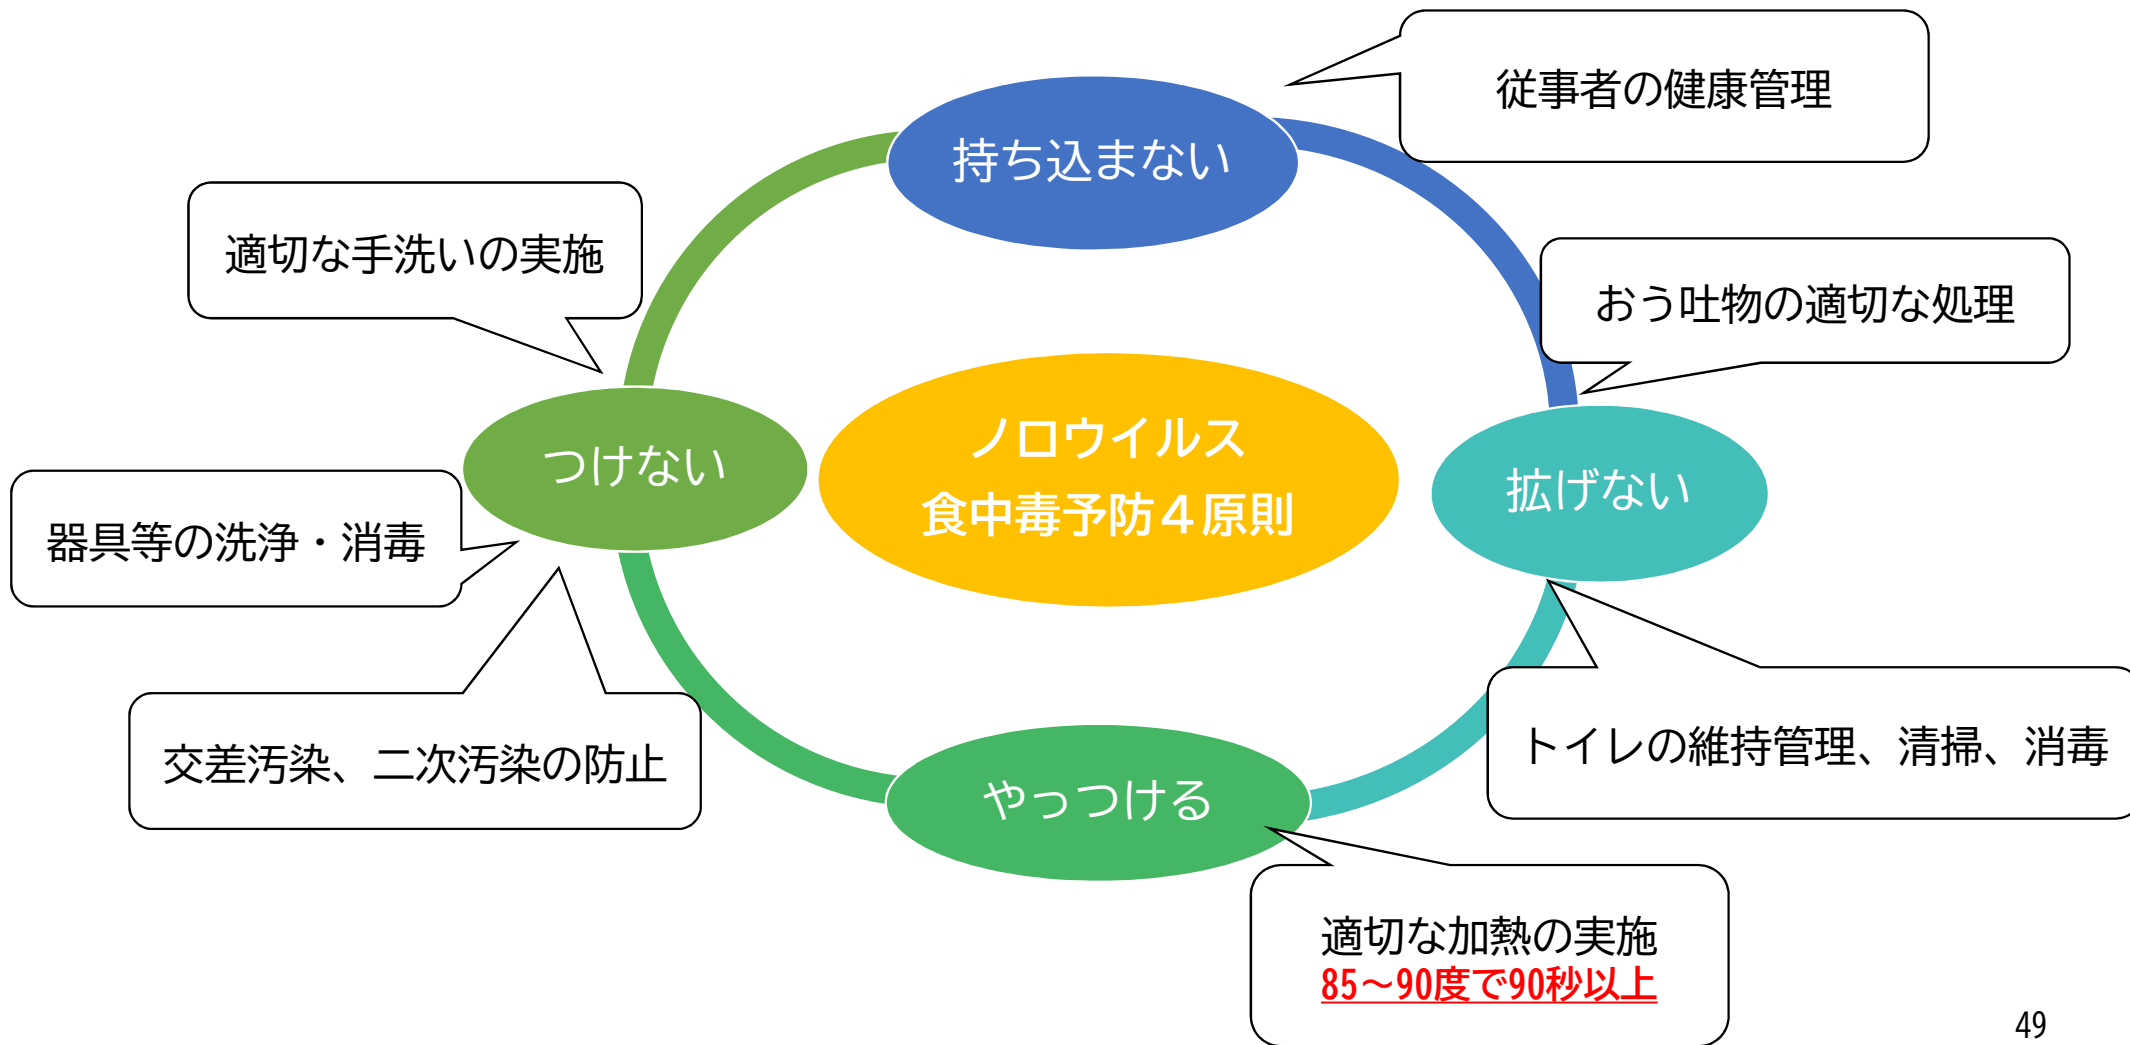 従事者の健康管理
持ち込まない
適切な手洗いの実施
おう吐物の適切な処理
ノロウイルス
食中毒予防４原則
つけない
拡げない
器具等の洗浄・消毒
交差汚染、二次汚染の防止
トイレの維持管理、清掃、消毒
やっつける
適切な加熱の実施
85～90度で90秒以上
49